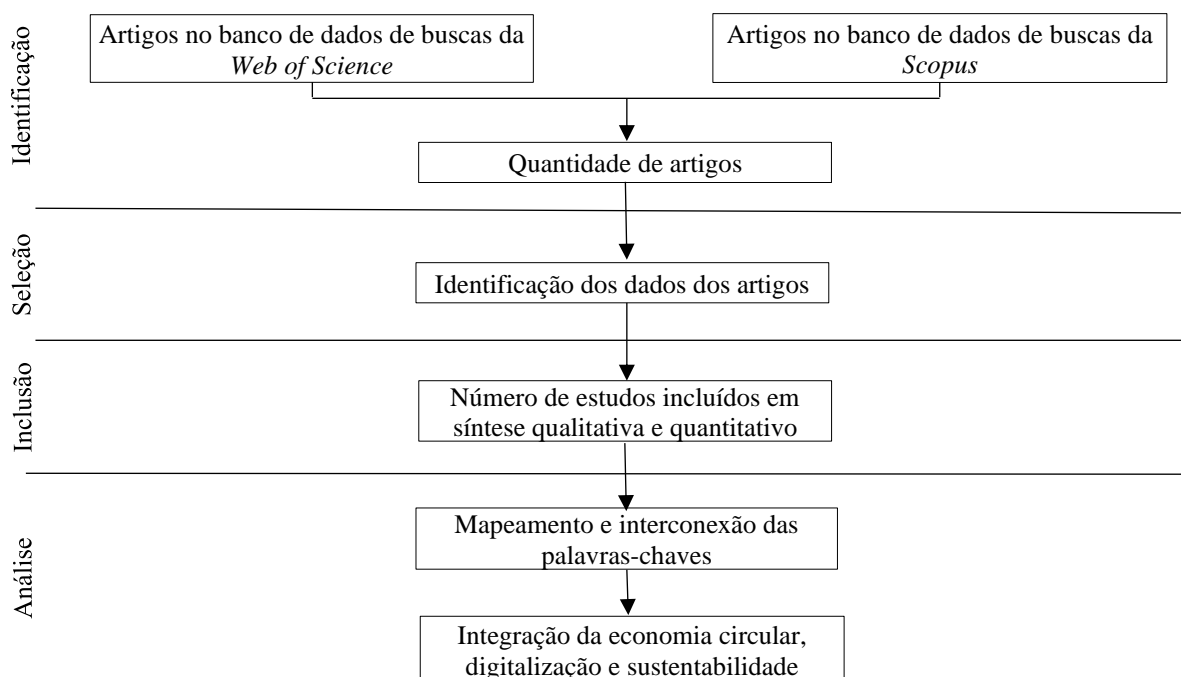 Identificação
Artigos no banco de dados de buscas da
Web of Science
Artigos no banco de dados de buscas da
Scopus
Quantidade de artigos
Seleção
Identificação dos dados dos artigos
Inclusão
Número de estudos incluídos em
síntese qualitativa e quantitativo
Análise
Mapeamento e interconexão das
palavras-chaves
Integração da economia circular,
digitalização e sustentabilidade